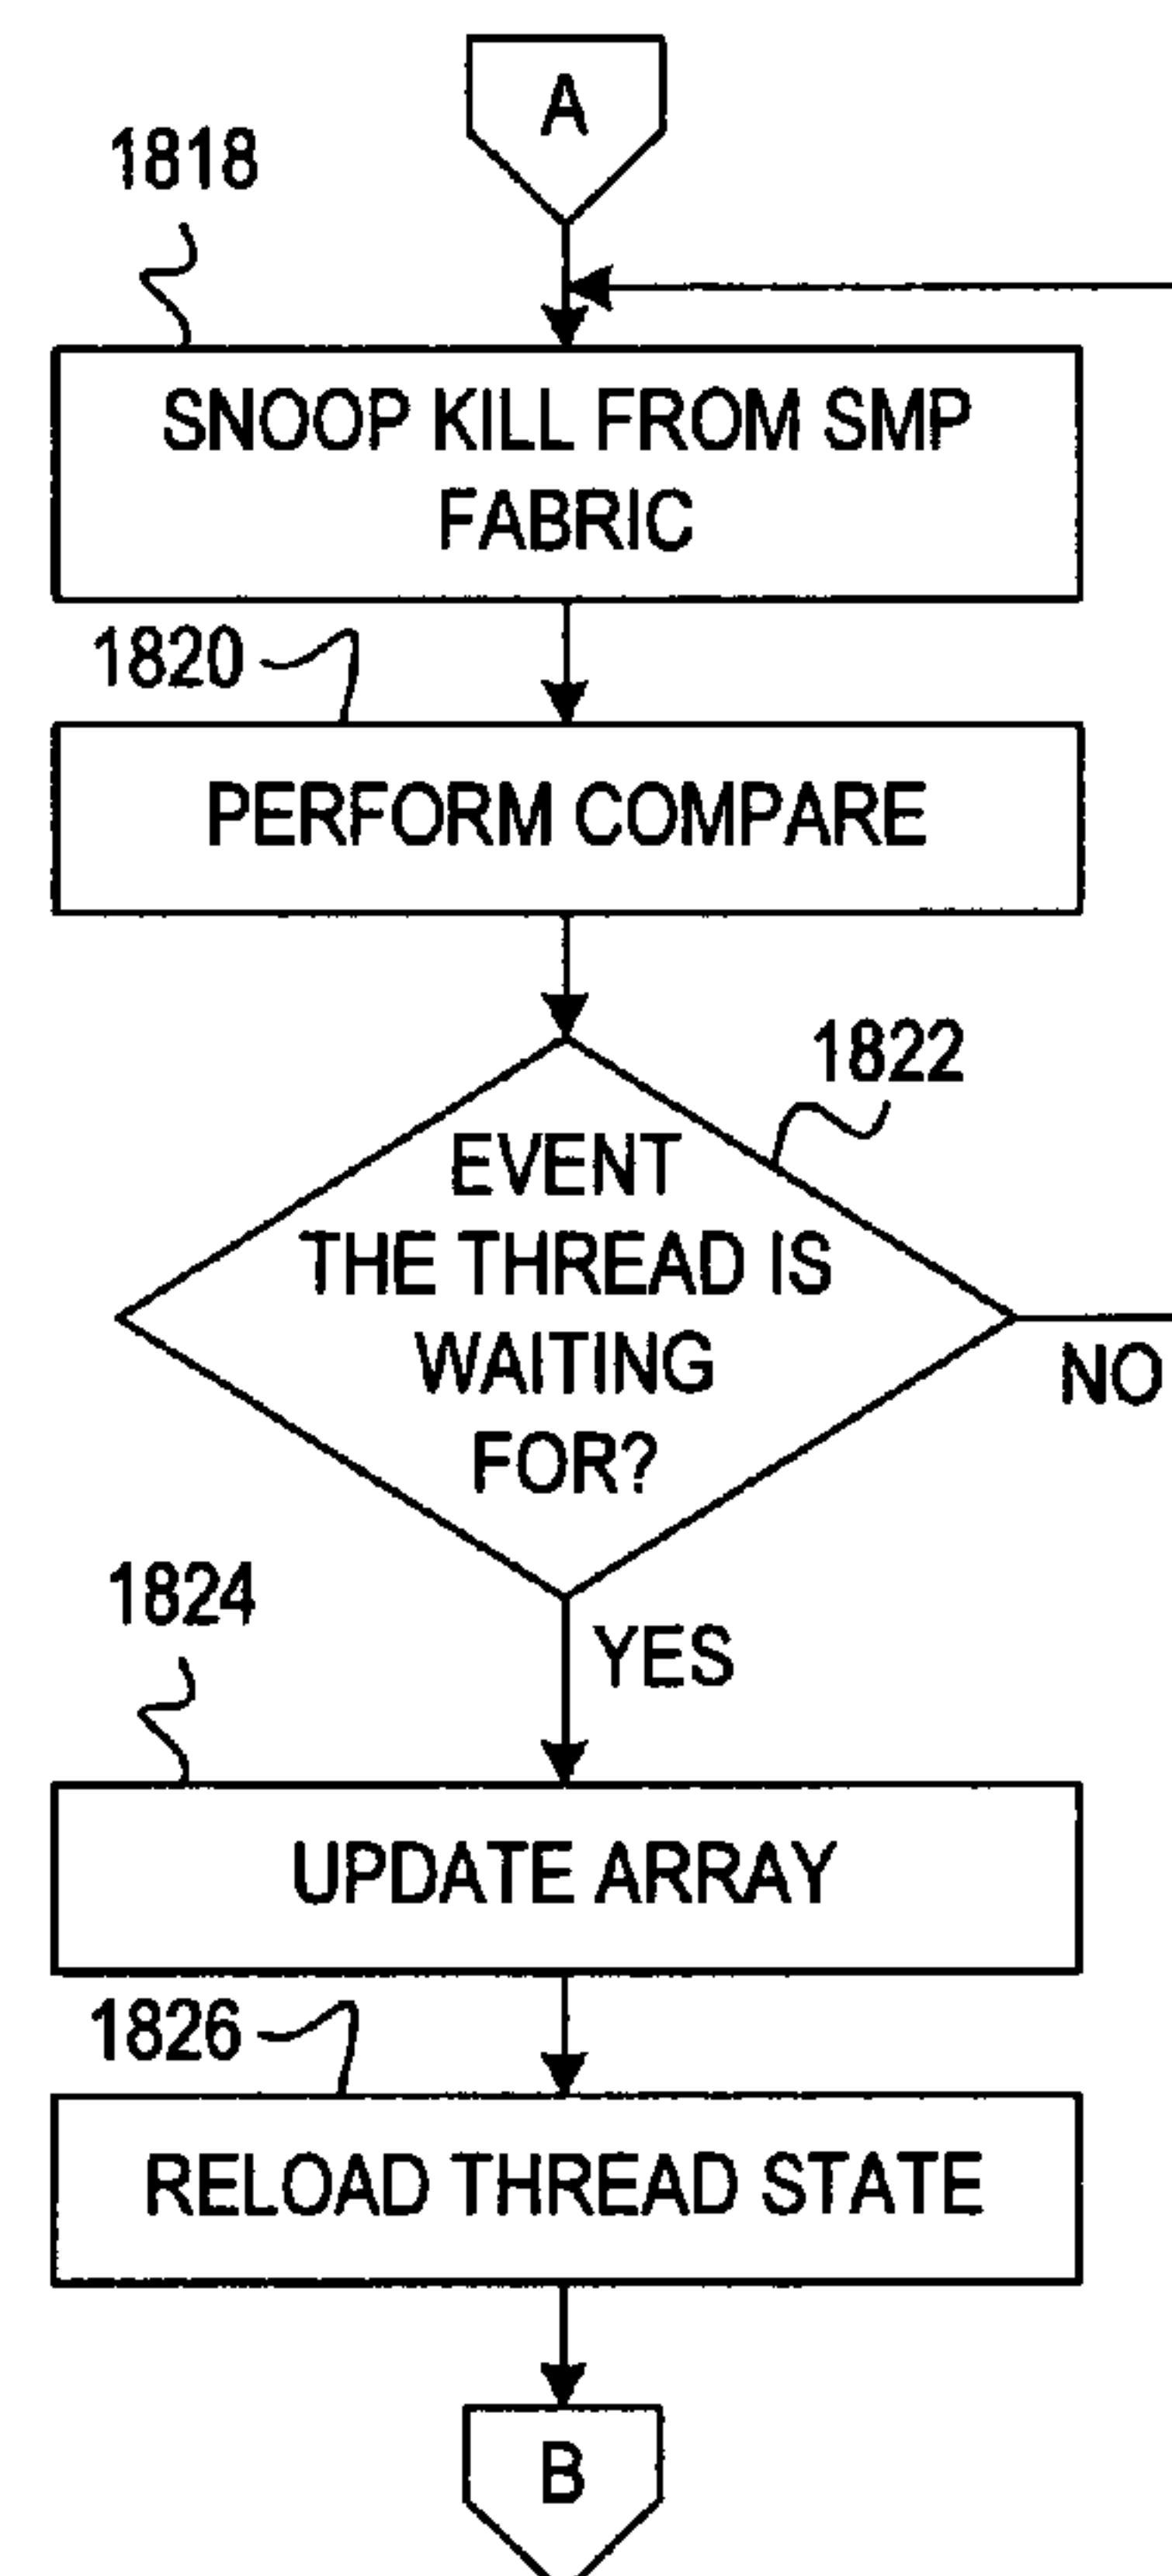 A
1818
SNOOP KILL FROM SMP
FABRIC
1820
PERFORM COMPARE
1822
EVENT
THE THREAD IS
WAITING
FOR?
NO
YES
1824
UPDATE ARRAY
1826
RELOAD THREAD STATE
B